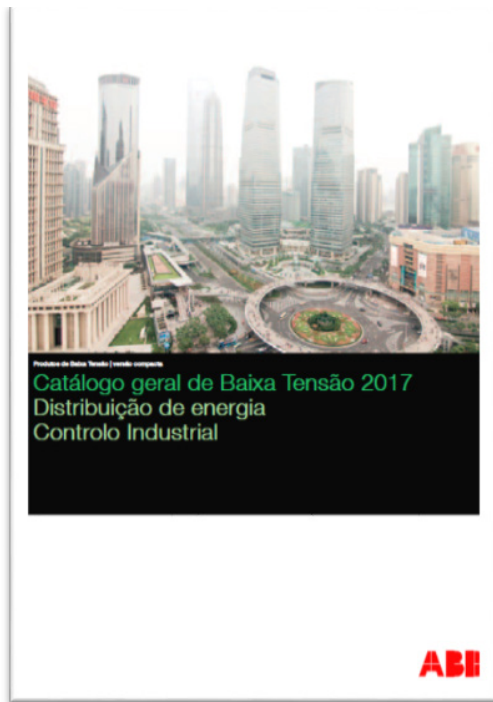 Produtos de Baixa Tensão | versão compacta
Catálogo geral de Baixa Tensão 2017
Distribuição de energia
Controlo Industrial
ABB